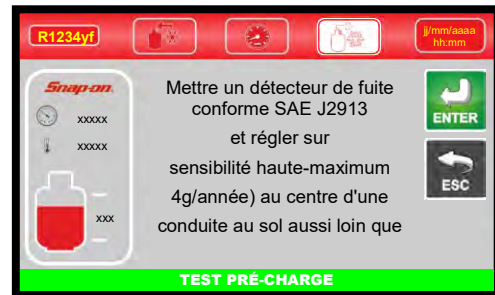 R1234yf
jj/mm/aaaa
hh:mm
Snap-on
xxxxx
xxxxx
xxx
Mettre un détecteur de fuite
conforme SAE J2913
et régler sur
sensibilité haute-maximum
4g/année) au centre d'une
conduite au sol aussi loin que
ENTER
ESC
TEST PRÉ-CHARGE